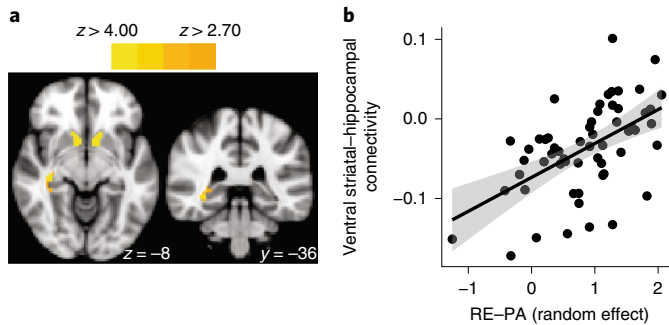 a
z > 4.00 z > 2.70
z = –8
y = –36
b
Ventral striatal–hippocampal
connectivity
0.1
0.0
–0.1
–1 0 1 2
RE–PA (random effect)